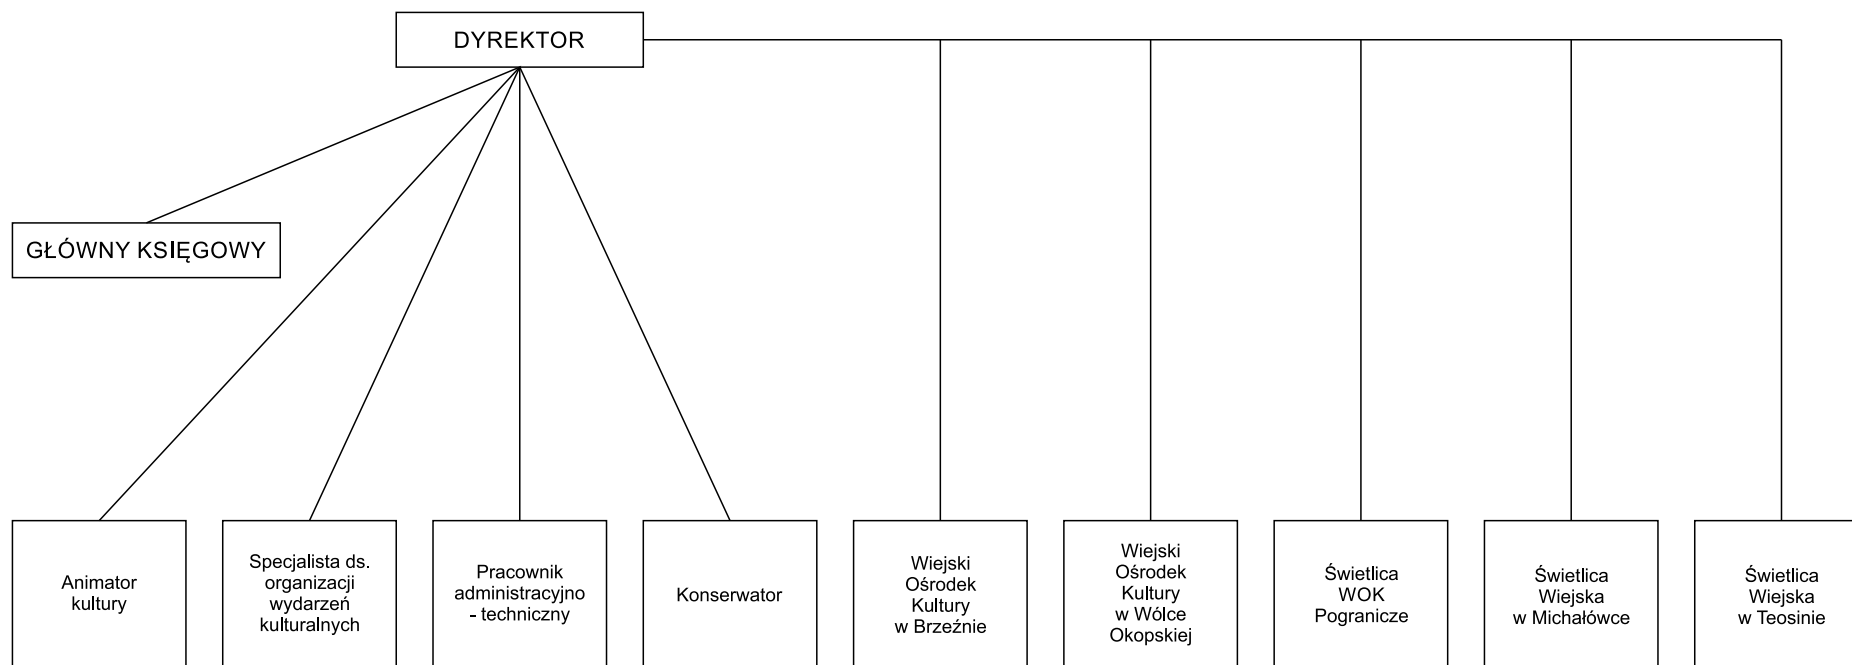 DYREKTOR
GŁÓWNY KSIĘGOWY
Animator
kultury
Specjalista ds.
organizacji
wydarzeń
kulturalnych
Pracownik
administracyjno
- techniczny
Konserwator
Wiejski
Ośrodek
Kultury
w Brzeźnie
Wiejski
Ośrodek
Kultury
w Wólce
Okopskiej
Świetlica
WOK
Pogranicze
Świetlica
Wiejska
w Michałówce
Świetlica
Wiejska
w Teosinie